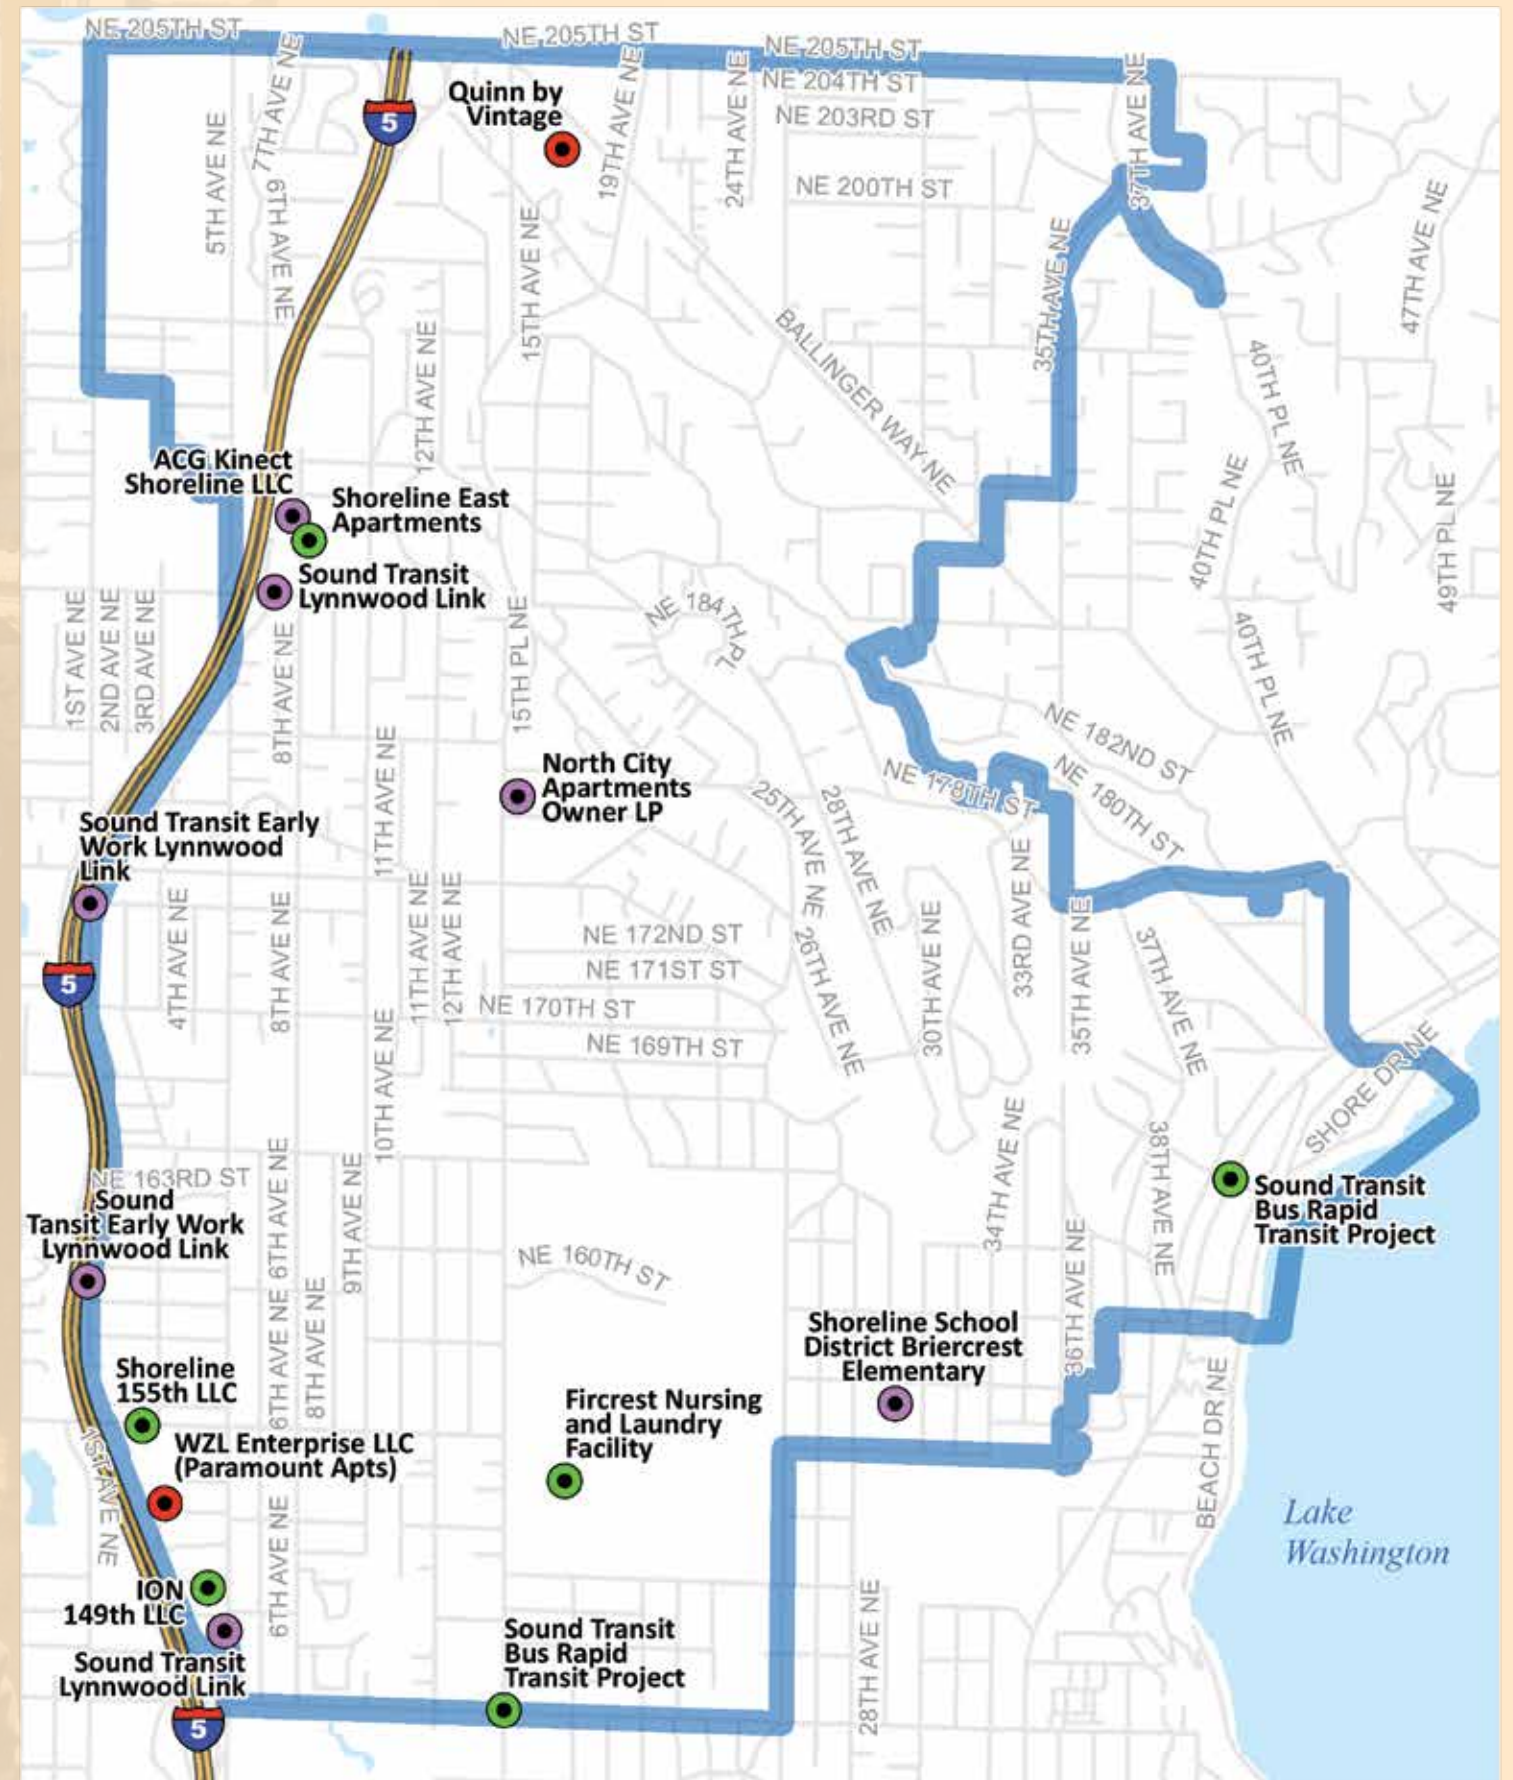 NE 205TH ST
NE 205TH ST
NE 205TH ST
NE 204TH ST
NE 203RD ST
NE 200TH ST
5TH AVE NE
7TH AVE NE
6TH AVE NE
5
Quinn by
Vintage
19TH AVE NE
24TH AVE NE
37TH AVE NE
15TH AVE NE
12TH AVE NE
BALLINGER WAY NE
35TH AVE NE
47TH AVE NE
40TH PL NE
40TH PL NE
49TH PL NE
40TH PL NE
ACG Kinect
Shoreline LLC
Shoreline East
Apartments
Sound Transit
Lynnwood Link
1ST AVE NE
2ND AVE NE
3RD AVE NE
8TH AVE NE
15TH PL NE
NE 184TH PL
NE 182ND ST
NE 180TH ST
NE 178TH ST
North City
Apartments
Owner LP
11TH AVE NE
25TH AVE NE
28TH AVE NE
Sound Transit Early
Work Lynnwood
Link
5
4TH AVE NE
8TH AVE NE
11TH AVE NE
12TH AVE NE
NE 172ND ST
NE 171ST ST
NE 170TH ST
NE 169TH ST
26TH AVE NE
30TH AVE NE
33RD AVE NE
35TH AVE NE
37TH AVE NE
10TH AVE NE
SHORE DR NE
34TH AVE NE
38TH AVE NE
NE 163RD ST
Sound
Tansit Early Work
Lynnwood Link
6TH AVE NE
9TH AVE NE
NE 160TH ST
Sound Transit
Bus Rapid
Transit Project
36TH AVE NE
6TH AVE NE
8TH AVE NE
Shoreline School
District Briercrest
Elementary
Shoreline
155th LLC
Fircrest Nursing
and Laundry
Facility
BEACH DR NE
WZL Enterprise LLC
(Paramount Apts)
1ST AVE NE
6TH AVE NE
Lake
Washington
ION
149th LLC
28TH AVE NE
Sound Transit
Bus Rapid
Transit Project
Sound Transit
Lynnwood Link
5